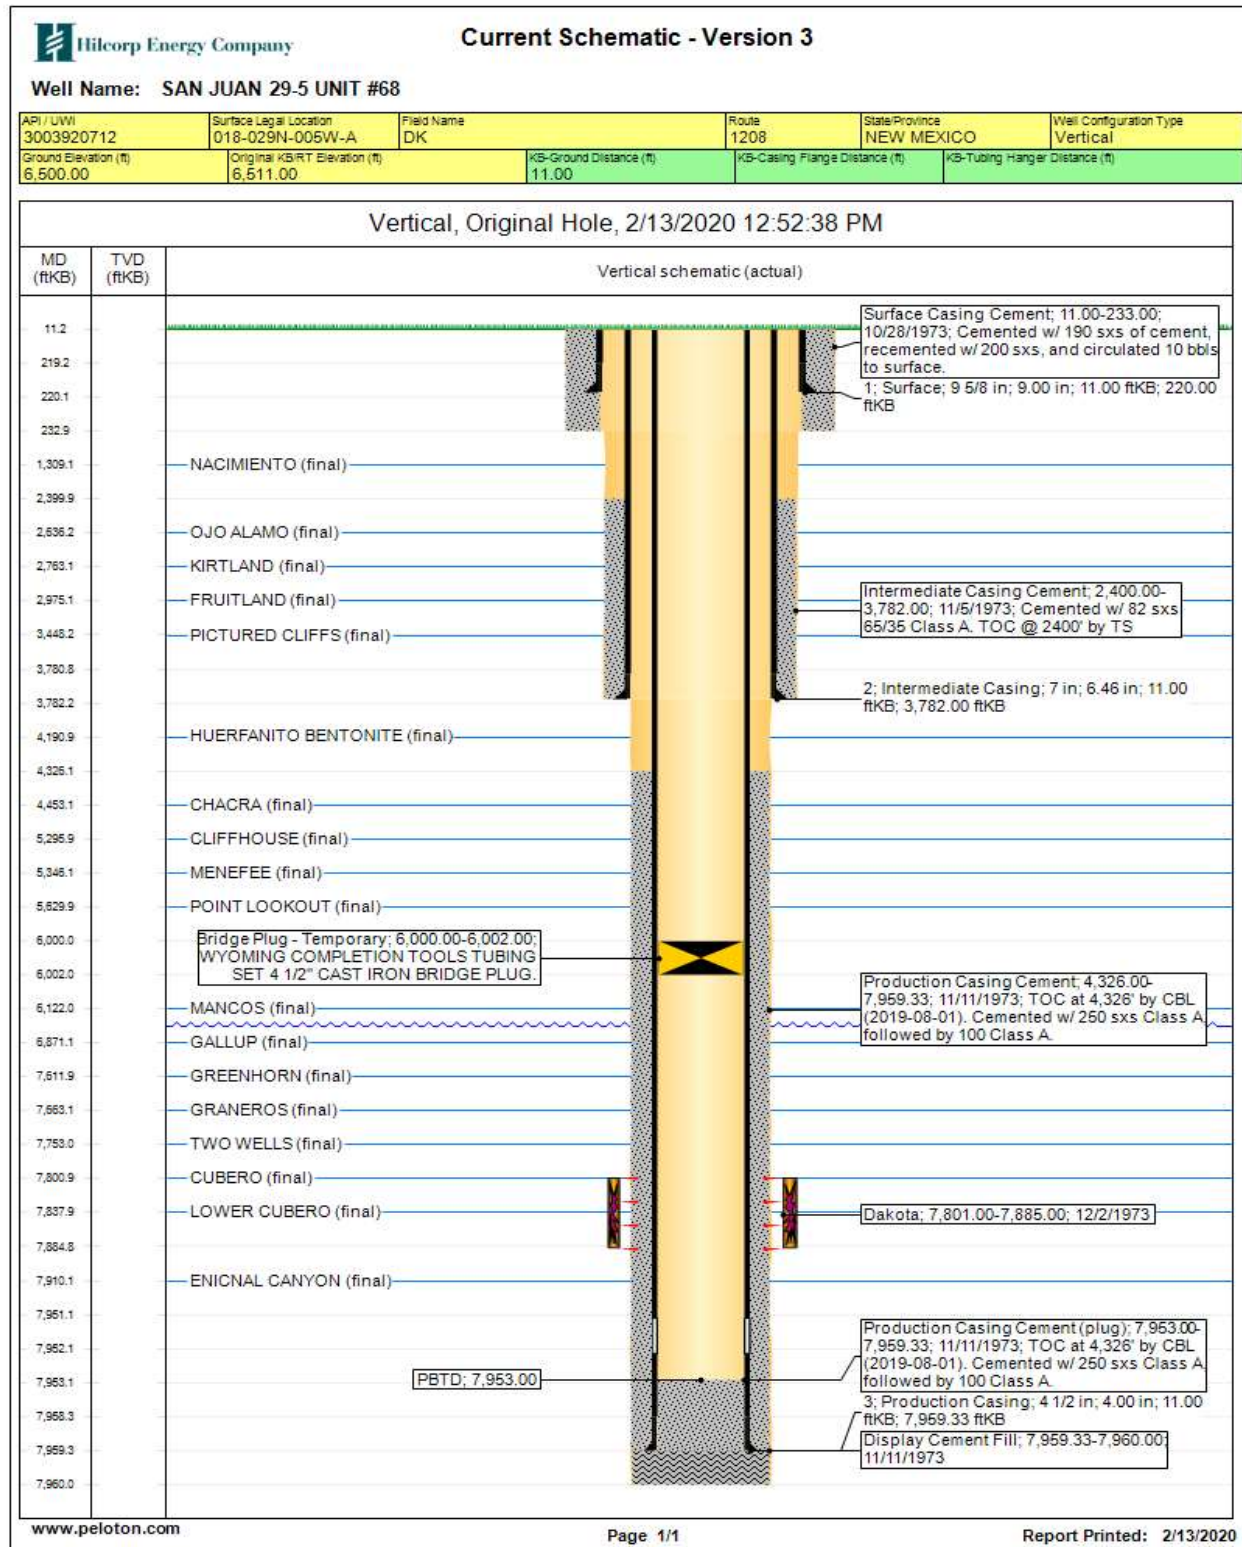 Hilcorp Energy Company
Current Schematic - Version 3
Well Name: SAN JUAN 29-5 UNIT #68
API / UWI
3003920712
Surface Legal Location
018-029N-005W-A
Field Name
DK
Route
1208
State/Province
NEW MEXICO
Well Configuration Type
Vertical
Ground Elevation (ft)
6,500.00
Original KB/RT Elevation (ft)
6,511.00
KB-Ground Distance (ft)
11.00
KB-Casing Flange Distance (ft)
KB-Tubing Hanger Distance (ft)
Vertical, Original Hole, 2/13/2020 12:52:38 PM
MD
(ftKB)
TVD
(ftKB)
Vertical schematic (actual)
Surface Casing Cement; 11.00-233.00;
10/28/1973; Cemented w/ 190 sxs of cement,
recemented w/ 200 sxs, and circulated 10 bbls
to surface.
11.2
219.2
220.1
1; Surface; 9 5/8 in; 9.00 in; 11.00 ftKB; 220.00
ftKB
232.9
1,309.1
NACIMIENTO (final)
2,399.9
2,636.2
OJO ALAMO (final)
2,763.1
KIRTLAND (final)
2,975.1
FRUITLAND (final)
Intermediate Casing Cement; 2,400.00-
3,782.00; 11/5/1973; Cemented w/ 82 sxs
65/35 Class A. TOC @ 2400' by TS
3,448.2
PICTURED CLIFFS (final)
3,780.8
3,782.2
2; Intermediate Casing; 7 in; 6.46 in; 11.00
ftKB; 3,782.00 ftKB
4,190.9
HUERFANITO BENTONITE (final)
4,325.1
4,453.1
CHACRA (final)
5,295.9
CLIFFHOUSE (final)
5,346.1
MENEFEE (final)
5,629.9
POINT LOOKOUT (final)
6,000.0
Bridge Plug - Temporary; 6,000.00-6,002.00;
WYOMING COMPLETION TOOLS TUBING
SET 4 1/2" CAST IRON BRIDGE PLUG.
6,002.0
Production Casing Cement; 4,326.00-
7,959.33; 11/11/1973; TOC at 4,326' by CBL
(2019-08-01). Cemented w/ 250 sxs Class A,
followed by 100 Class A.
6,122.0
MANCOS (final)
6,871.1
GALLUP (final)
7,611.9
GREENHORN (final)
7,663.1
GRANEROS (final)
7,753.0
TWO WELLS (final)
7,800.9
CUBERO (final)
7,837.9
LOWER CUBERO (final)
Dakota; 7,801.00-7,885.00; 12/2/1973
7,884.8
7,910.1
ENICNAL CANYON (final)
7,951.1
7,952.1
Production Casing Cement (plug); 7,953.00-
7,959.33; 11/11/1973; TOC at 4,326' by CBL
(2019-08-01). Cemented w/ 250 sxs Class A,
followed by 100 Class A.
7,953.1
PBTD; 7,953.00
7,958.3
3; Production Casing; 4 1/2 in; 4.00 in; 11.00
ftKB; 7,959.33 ftKB
7,959.3
Display Cement Fill; 7,959.33-7,960.00;
11/11/1973
7,960.0
www.peloton.com
Page 1/1
Report Printed: 2/13/2020